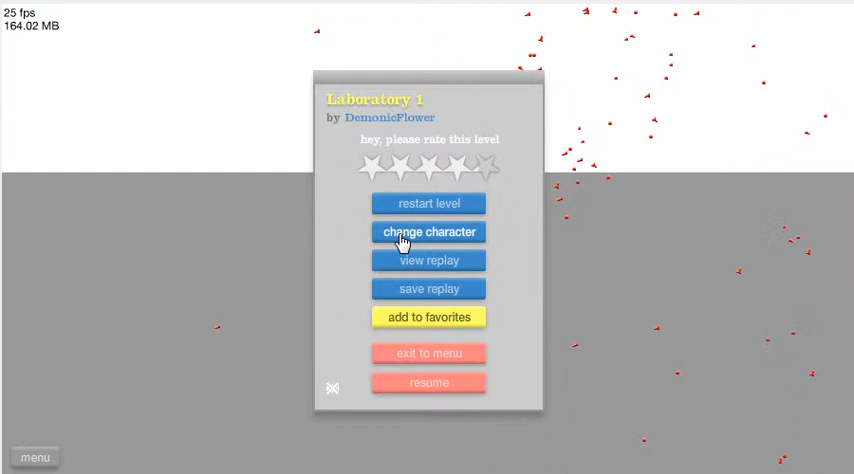 25 fps
164.02 MB
Laboratory 1
by DemonicFlower
hey, please rate this level
restart level
change character
view replay
save replay
add to favorites
exit to menu
resume
menu